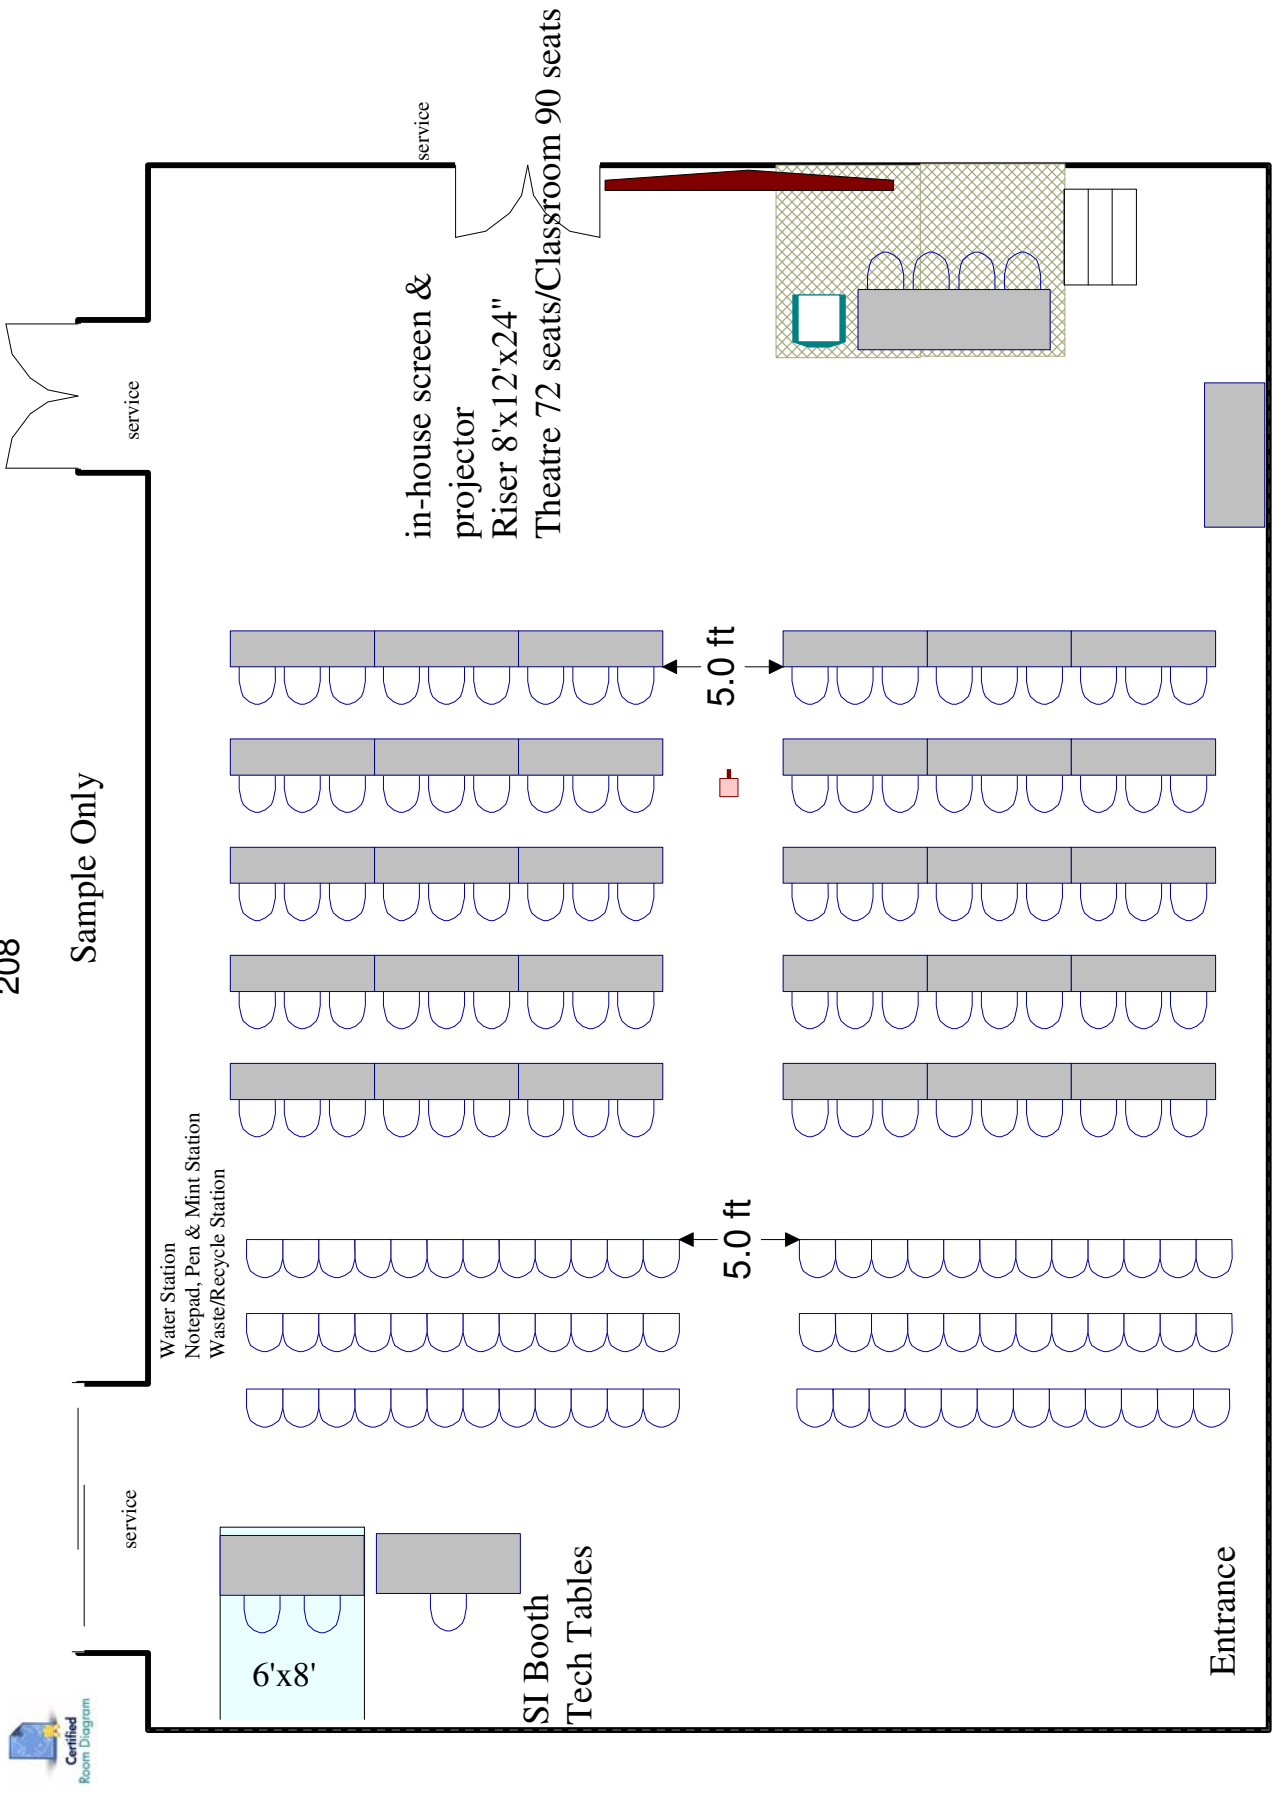 208
Sample Only
service
service
service
in-house screen &
projector
Riser 8'x12'x24"
Theatre 72 seats/Classroom 90 seats
Water Station
Notepad, Pen & Mint Station
Waste/Recycle Station
5.0 ft
5.0 ft
6'x8'
SI Booth
Tech Tables
Entrance
Certified
Room Diagram